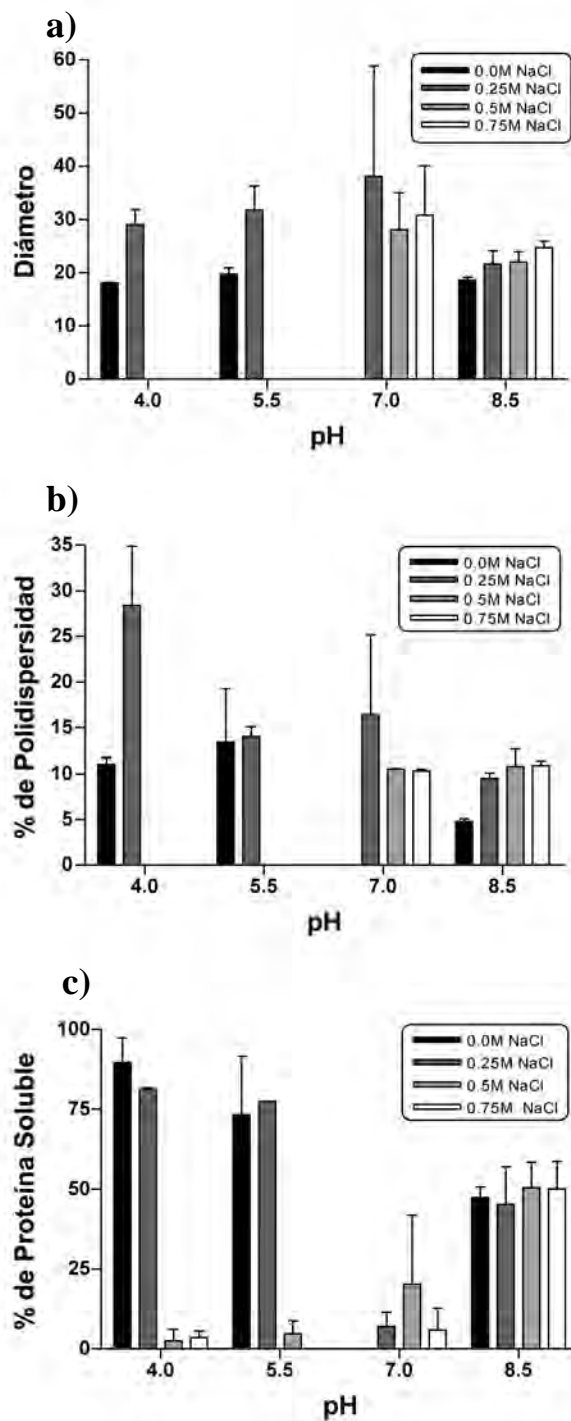 a)
Diámetro
60
50
40
30
20
10
0
0.0M NaCl
0.25M NaCl
0.5M NaCl
0.75M NaCl
4.0 5.5 7.0 8.5
pH
b)
% de Polidispersidad
35
30
25
20
15
10
5
0
0.0M NaCl
0.25M NaCl
0.5M NaCl
0.75M NaCl
4.0 5.5 7.0 8.5
pH
c)
% de Proteína Soluble
100
75
50
25
0
0.0M NaCl
0.25M NaCl
0.5M NaCl
0.75M NaCl
4.0 5.5 7.0 8.5
pH